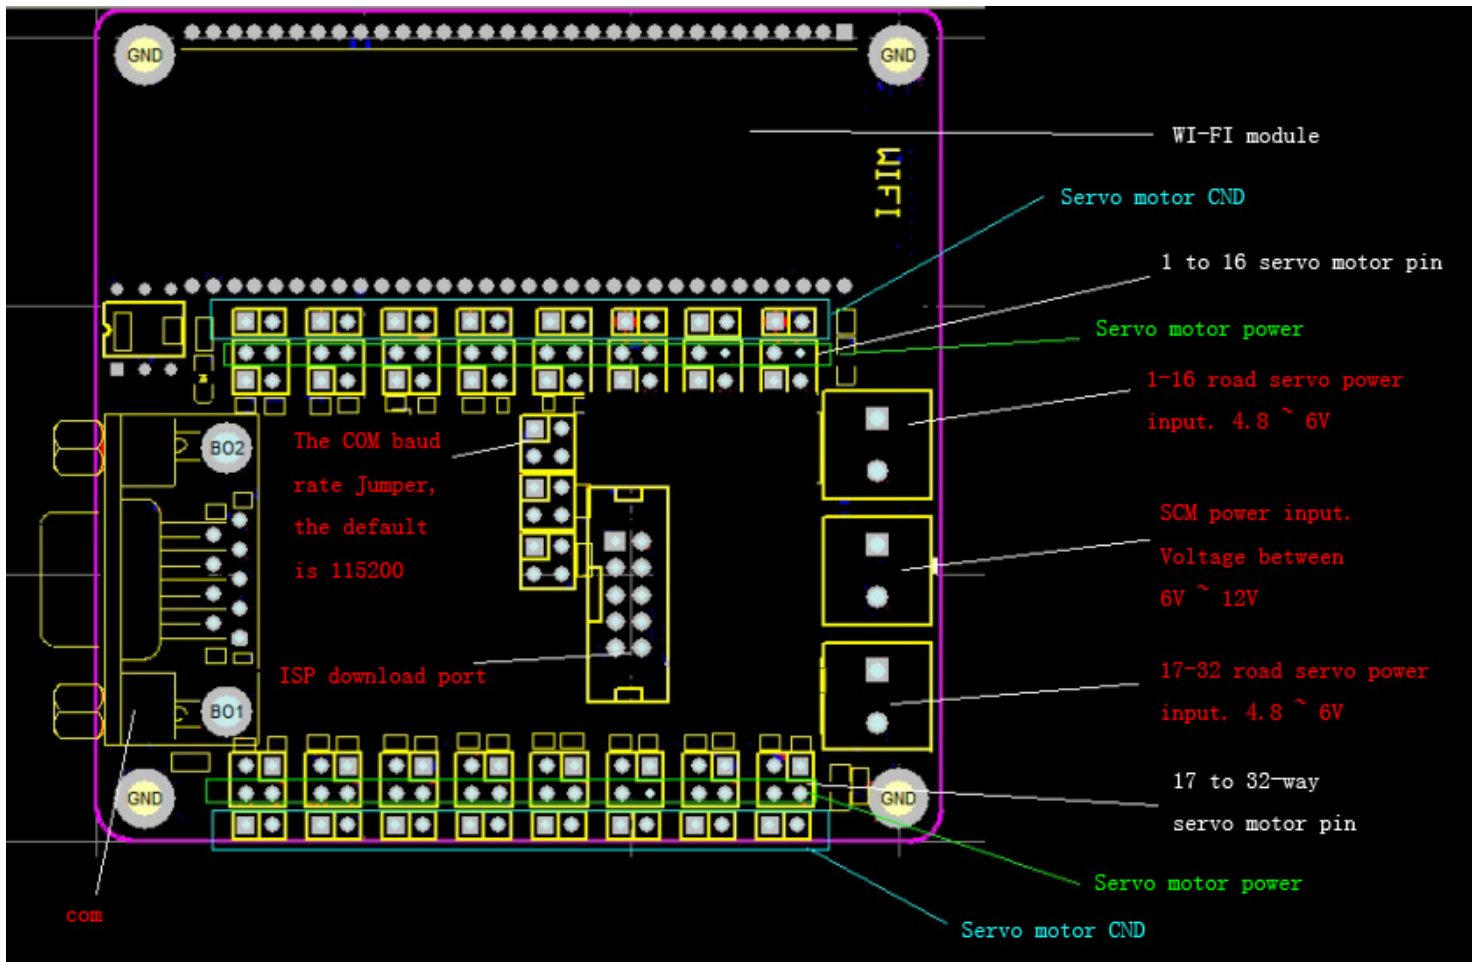 GND
GND
WI-FI module
WIFI
Servo motor CND
1 to 16 servo motor pin
Servo motor power
1-16 road servo power
input. 4.8 ~ 6V
BO2
The COM baud
rate Jumper,
the default
is 115200
SCM power input.
Voltage between
6V ~ 12V
ISP download port
17-32 road servo power
input. 4.8 ~ 6V
BO1
GND
GND
17 to 32-way
servo motor pin
Servo motor power
com
Servo motor CND